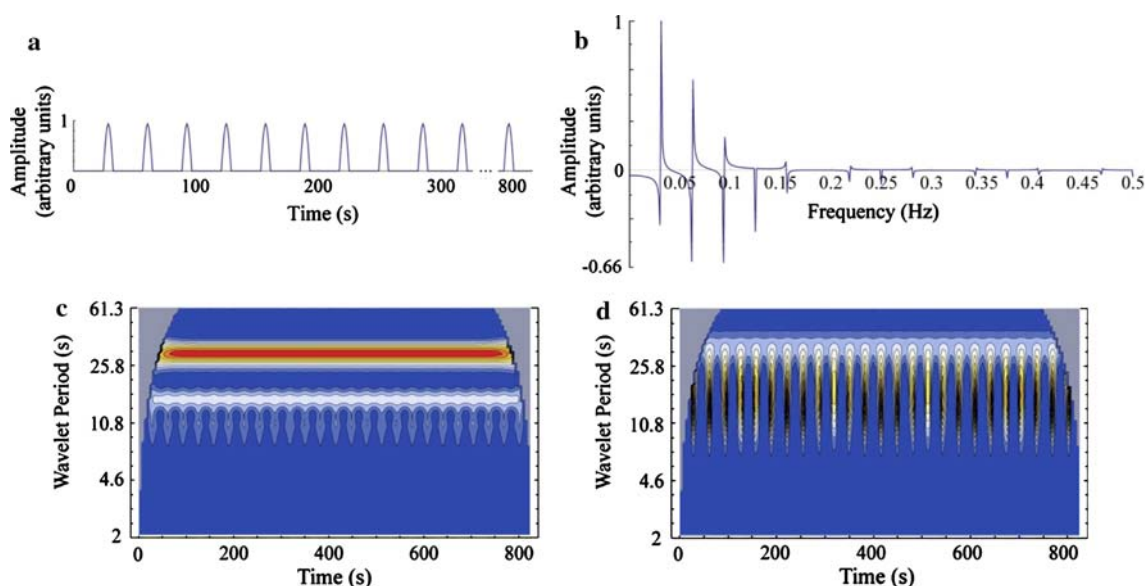 a
Amplitude
(arbitrary units)
1
0 100 200 300 ... 800
Time (s)
b
Amplitude
(arbitrary units)
1
0
-0.66
0.05 0.1 0.15 0.2 0.25 0.3 0.35 0.4 0.45 0.5
Frequency (Hz)
c
Wavelet Period (s)
61.3
25.8
10.8
4.6
2
0 200 400 600 800
Time (s)
d
Wavelet Period (s)
61.3
25.8
10.8
4.6
2
0 200 400 600 800
Time (s)